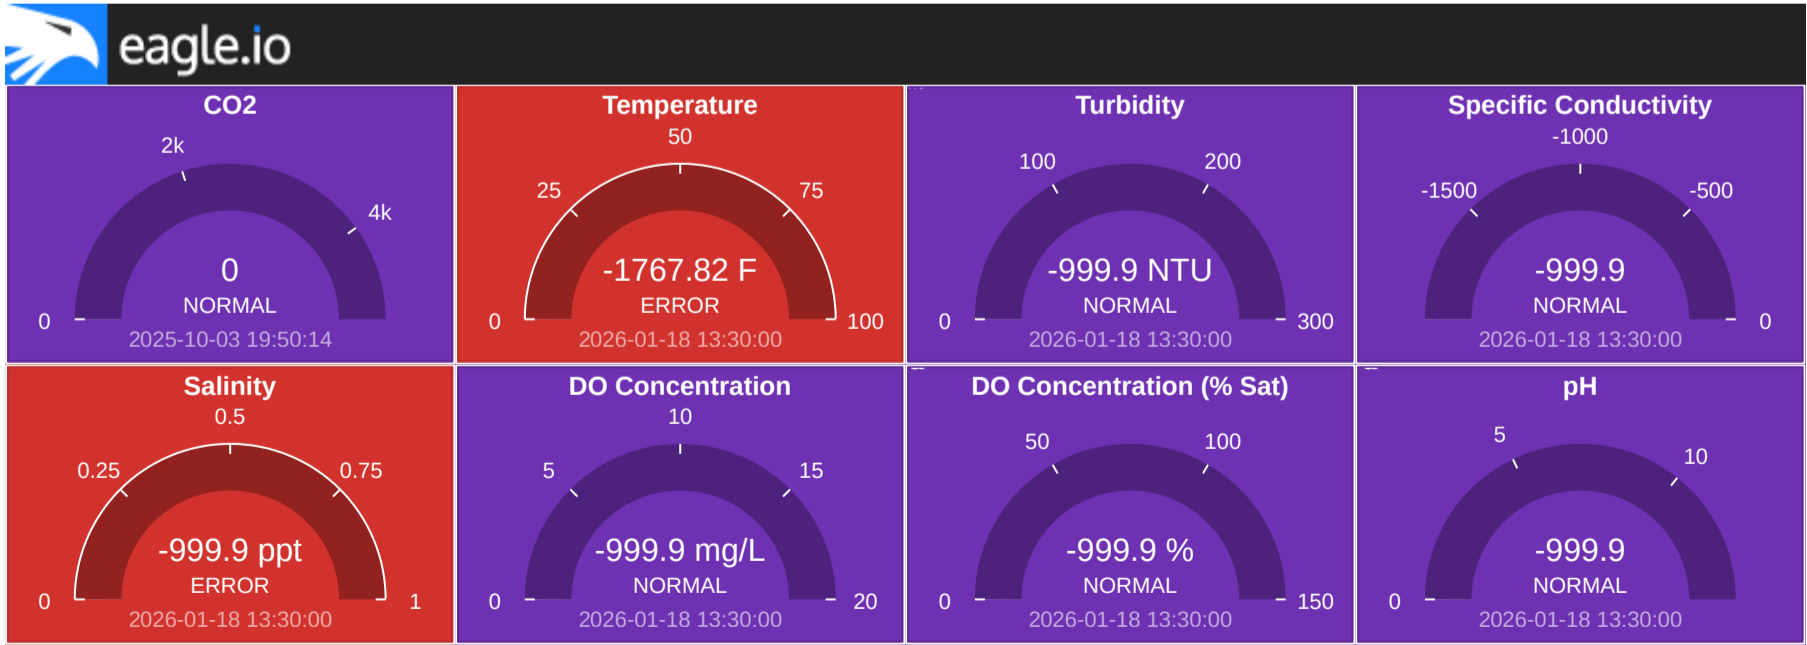 eagle.io
CO2
2k
4k
0
0
NORMAL
2025-10-03 19:50:14
Temperature
50
25
75
-1767.82 F
ERROR
0
100
2026-01-18 13:30:00
Turbidity
100
200
-999.9 NTU
NORMAL
0
300
2026-01-18 13:30:00
Specific Conductivity
-1000
-1500
-500
-999.9
NORMAL
0
2026-01-18 13:30:00
Salinity
0.5
0.25
0.75
-999.9 ppt
ERROR
0
1
2026-01-18 13:30:00
DO Concentration
10
5
15
-999.9 mg/L
NORMAL
0
20
2026-01-18 13:30:00
DO Concentration (% Sat)
50
100
-999.9 %
NORMAL
0
150
2026-01-18 13:30:00
pH
5
10
-999.9
NORMAL
0
2026-01-18 13:30:00